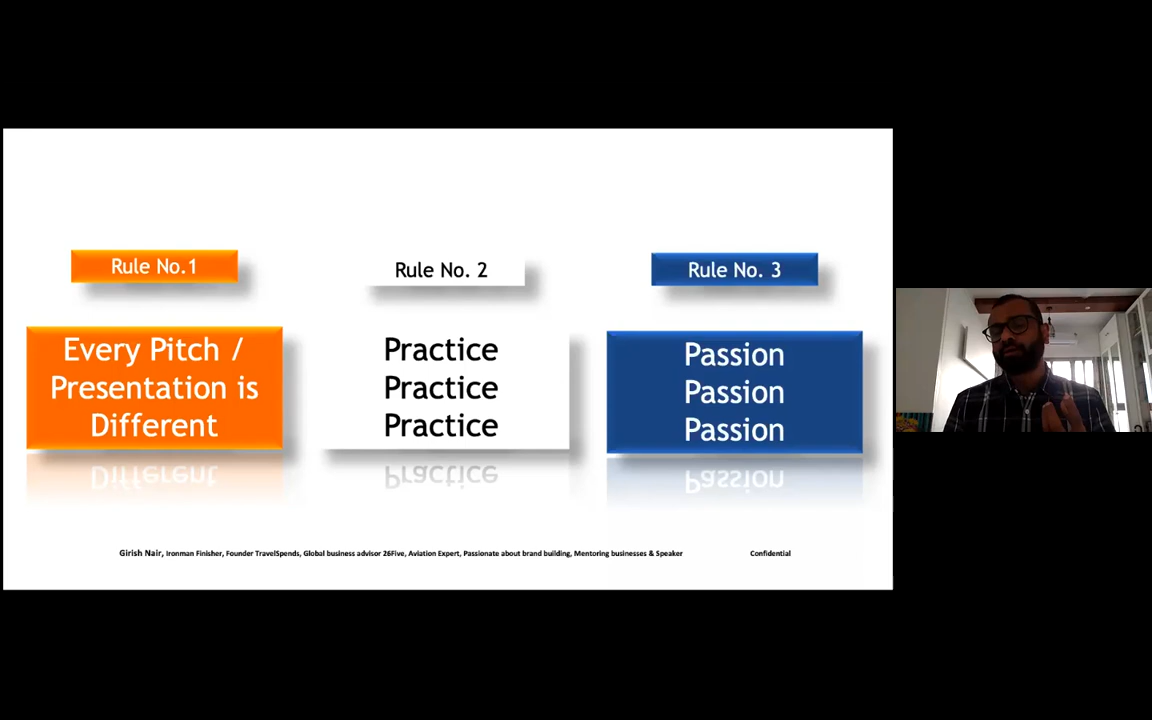 Rule No.1
Every Pitch /
Presentation is
Different
Rule No. 2
Practice
Practice
Practice
Rule No. 3
Passion
Passion
Passion
Girish Nair, Ironman Finisher, Founder TravelSpends, Global business advisor 26Five, Aviation Expert, Passionate about brand building, Mentoring businesses & Speaker
Confidential